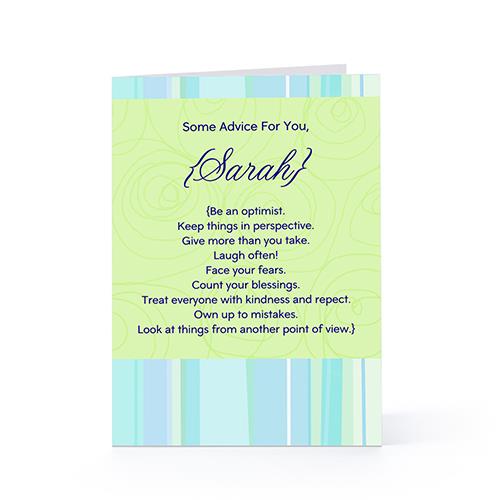 Some Advice For You,
{Sarah}
{Be an optimist.
Keep things in perspective.
Give more than you take.
Laugh often!
Face your fears.
Count your blessings.
Treat everyone with kindness and repect.
Own up to mistakes.
Look at things from another point of view.}